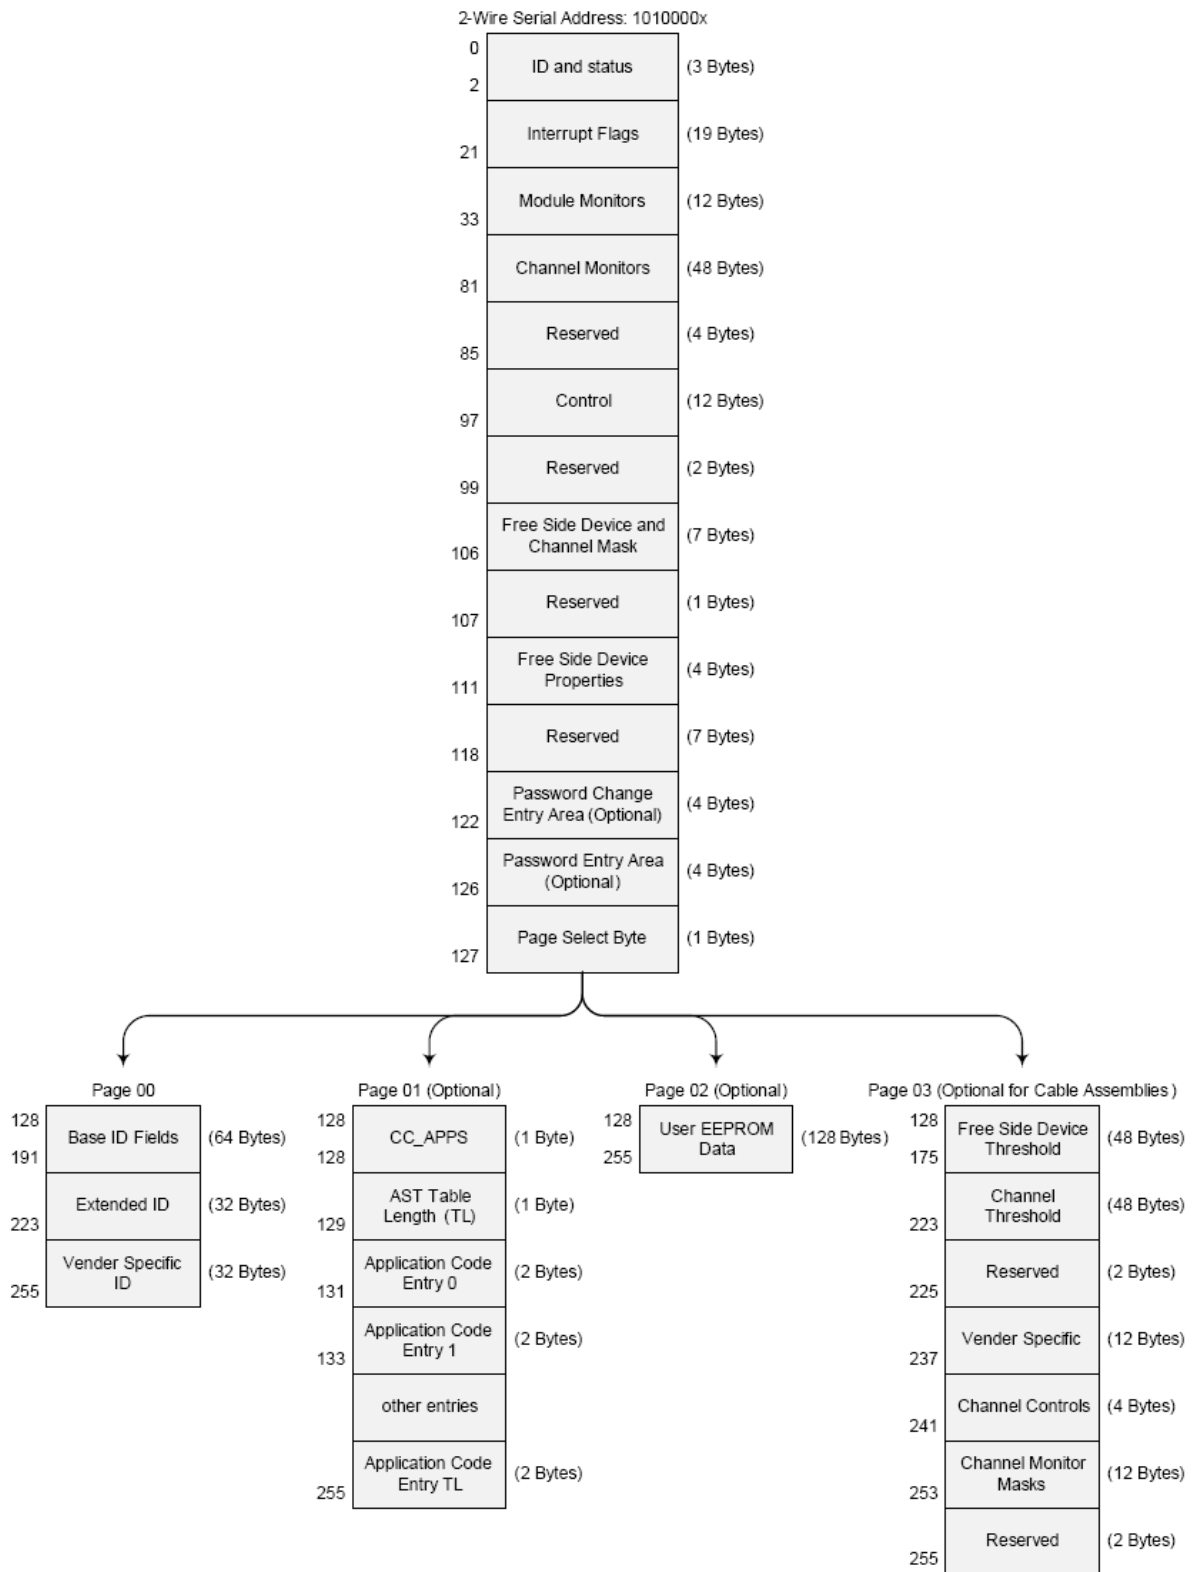 2-Wire Serial Address: 1010000x
0
ID and status (3 Bytes)
2
Interrupt Flags (19 Bytes)
21
Module Monitors (12 Bytes)
33
Channel Monitors (48 Bytes)
81
Reserved (4 Bytes)
85
Control (12 Bytes)
97
Reserved (2 Bytes)
99
Free Side Device and
Channel Mask (7 Bytes)
106
Reserved (1 Bytes)
107
Free Side Device
Properties (4 Bytes)
111
Reserved (7 Bytes)
118
Password Change
Entry Area (Optional) (4 Bytes)
122
Password Entry Area
(Optional) (4 Bytes)
126
Page Select Byte (1 Bytes)
127
Page 00
128
Base ID Fields (64 Bytes)
191
Extended ID (32 Bytes)
223
Vender Specific
ID (32 Bytes)
255
Page 01 (Optional)
128
CC_APPS (1 Byte)
128
AST Table
Length (TL) (1 Byte)
129
Application Code
Entry 0 (2 Bytes)
131
Application Code
Entry 1 (2 Bytes)
133
other entries
Application Code
Entry TL (2 Bytes)
255
Page 02 (Optional)
128
User EEPROM
Data (128 Bytes)
255
Page 03 (Optional for Cable Assemblies)
128
Free Side Device
Threshold (48 Bytes)
175
Channel
Threshold (48 Bytes)
223
Reserved (2 Bytes)
225
Vender Specific (12 Bytes)
237
Channel Controls (4 Bytes)
241
Channel Monitor
Masks (12 Bytes)
253
Reserved (2 Bytes)
255